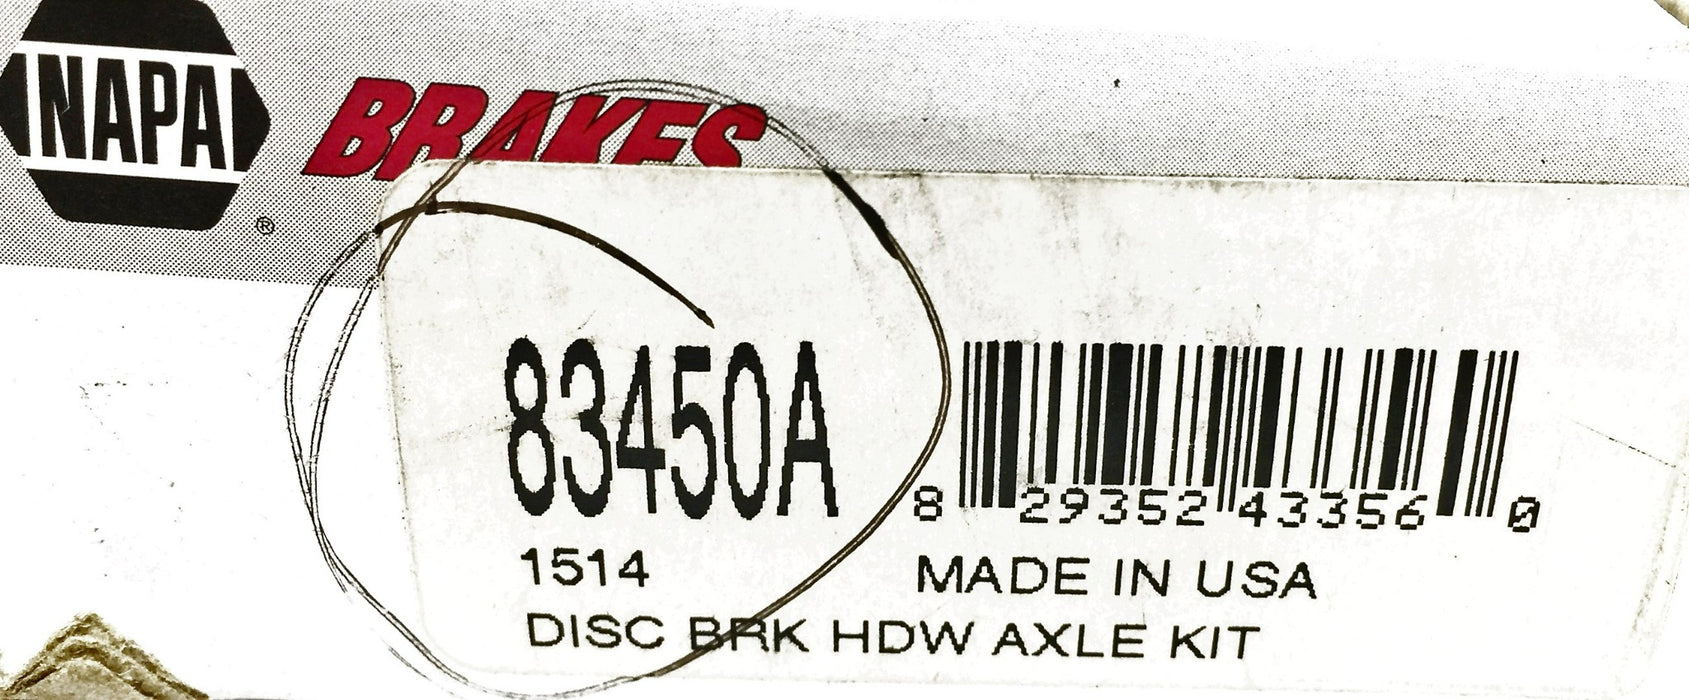 NAPA
®
BRAKES
83450A
8 29352 43356 0
1514
MADE IN USA
DISC BRK HDW AXLE KIT